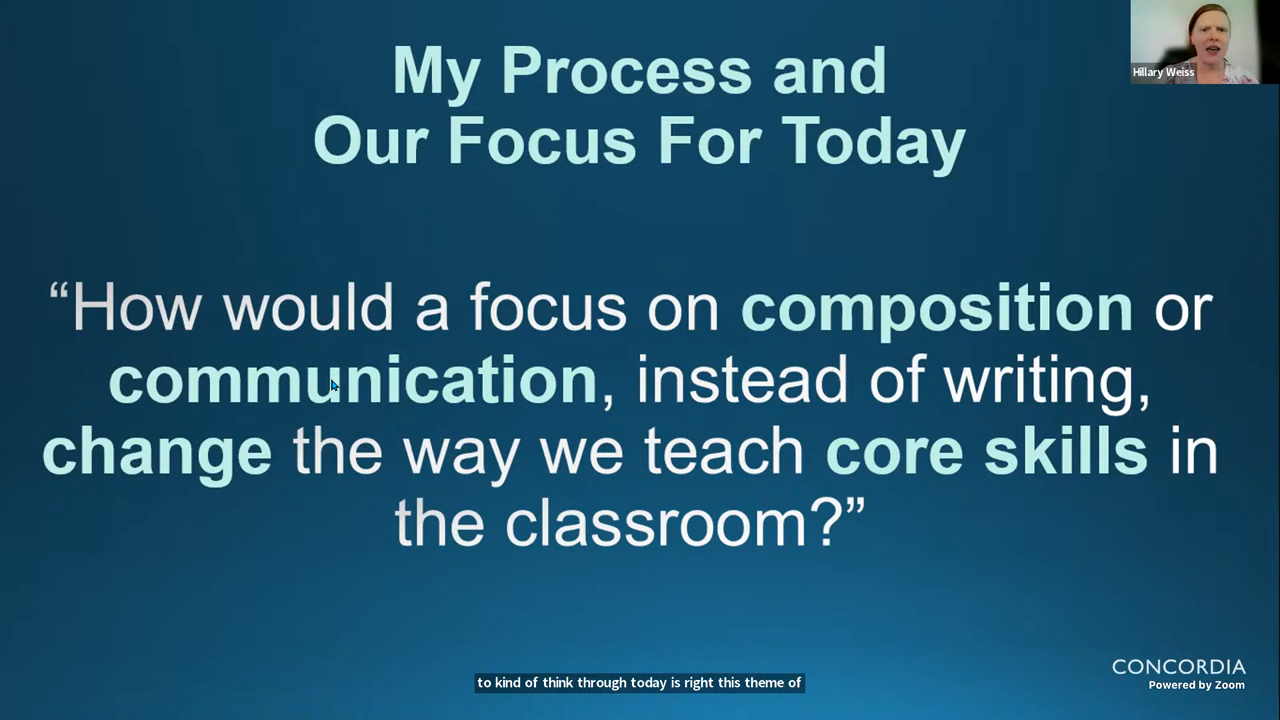 My Process and
Our Focus For Today
Hillary Weiss
“How would a focus on composition or
communication, instead of writing,
change the way we teach core skills in
the classroom?”
to kind of think through today is right this theme of
CONCORDIA
Powered by Zoom